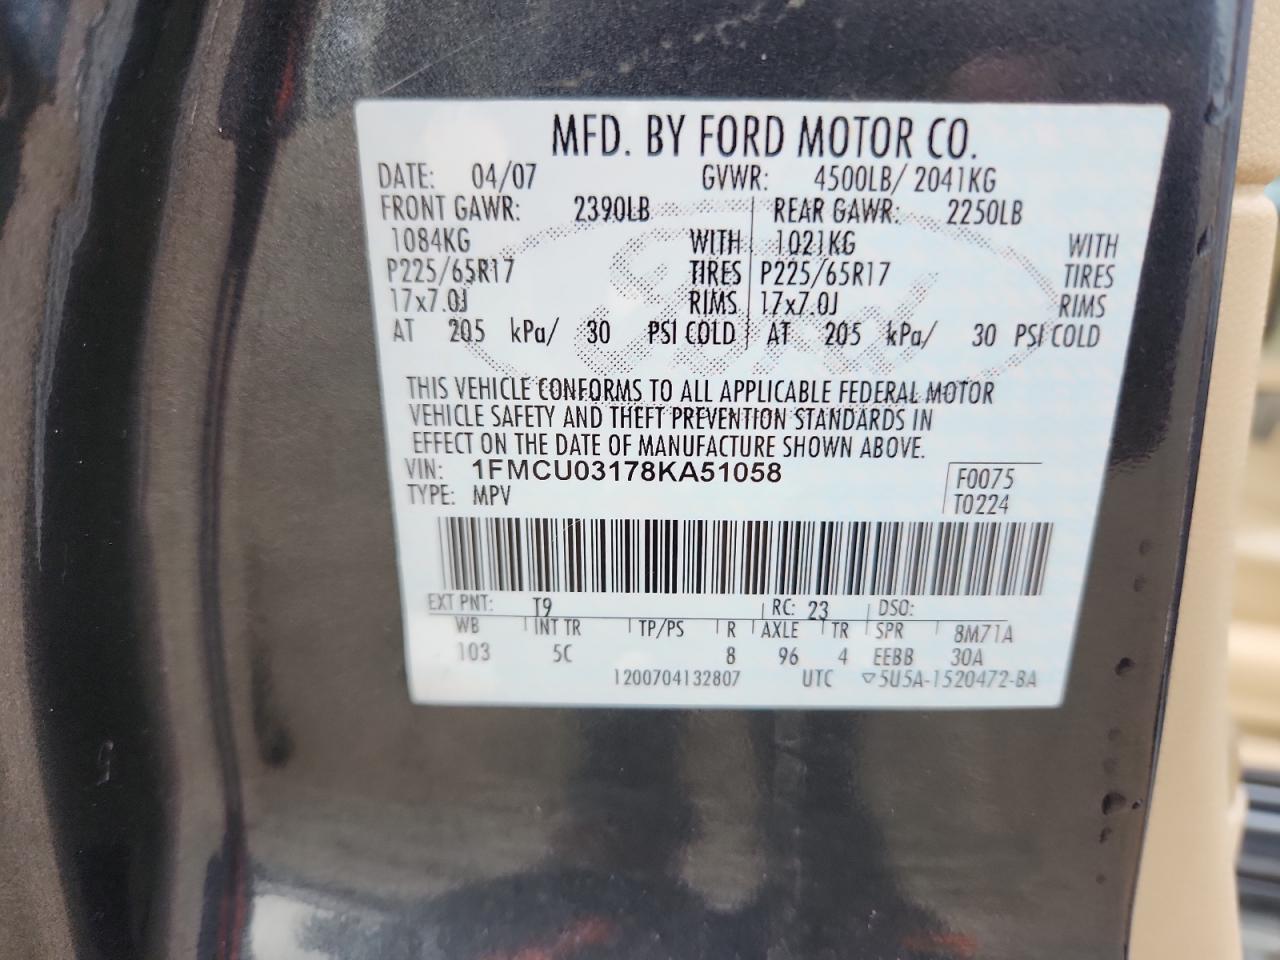 MFD. BY FORD MOTOR CO.
DATE: 04/07 GVWR: 4500LB/ 2041KG
FRONT GAWR: 2390LB REAR GAWR: 2250LB
1084KG WITH 1021KG WITH
P225/65R17 TIRES P225/65R17 TIRES
17x7.0J RIMS 17x7.0J RIMS
AT 205 kPa/ 30 PSI COLD AT 205 kPa/ 30 PSI COLD
Ford
THIS VEHICLE CONFORMS TO ALL APPLICABLE FEDERAL MOTOR
VEHICLE SAFETY AND THEFT PREVENTION STANDARDS IN
EFFECT ON THE DATE OF MANUFACTURE SHOWN ABOVE.
VIN: 1FMCU03178KA51058 F0075
TYPE: MPV T0224
EXT PNT: T9 RC: 23 DSO:
WB INT TR TP/PS R AXLE TR SPR 8M71A
103 5C 8 96 4 EEBB 30A
1200704132807 UTC ▽5U5A-1520472-BA